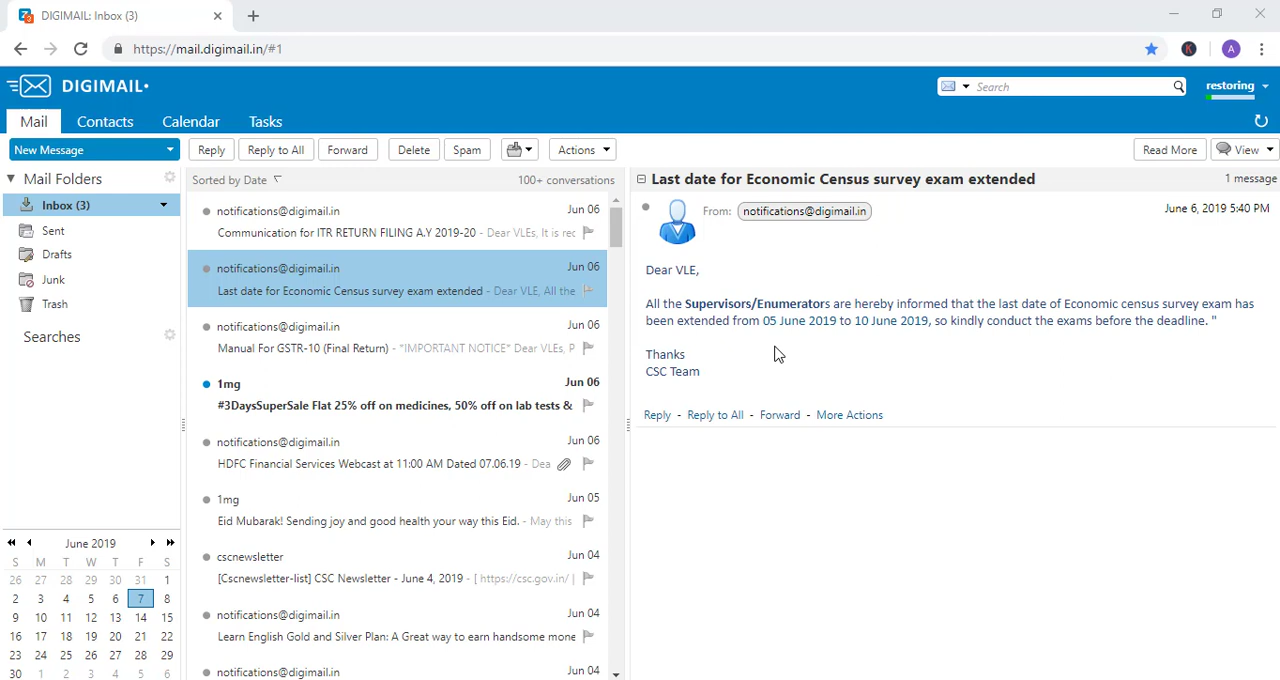 DIGIMAIL: Inbox (3)
https://mail.digimail.in/#1
K
A
DIGIMAIL
Search
restoring
Mail
Contacts
Calendar
Tasks
New Message
Reply
Reply to All
Forward
Delete
Spam
Actions
Read More
View
Mail Folders
Inbox (3)
Sent
Drafts
Junk
Trash
Searches
June 2019
S M T W T F S
26 27 28 29 30 31 1
2 3 4 5 6 7 8
9 10 11 12 13 14 15
16 17 18 19 20 21 22
23 24 25 26 27 28 29
30 1 2 3 4 5 6
Sorted by Date
100+ conversations
notifications@digimail.in Jun 06
Communication for ITR RETURN FILING A.Y 2019-20 - Dear VLEs, It is rec
notifications@digimail.in Jun 06
Last date for Economic Census survey exam extended - Dear VLE, All the
notifications@digimail.in Jun 06
Manual For GSTR-10 (Final Return) - *IMPORTANT NOTICE* Dear VLEs, P
1mg Jun 06
#3DaysSuperSale Flat 25% off on medicines, 50% off on lab tests &
notifications@digimail.in Jun 06
HDFC Financial Services Webcast at 11:00 AM Dated 07.06.19 - Dea
1mg Jun 05
Eid Mubarak! Sending joy and good health your way this Eid. - May this
cscnewsletter Jun 04
[Cscnewsletter-list] CSC Newsletter - June 4, 2019 - [ https://csc.gov.in/ |
notifications@digimail.in Jun 04
Learn English Gold and Silver Plan: A Great way to earn handsome mone
notifications@digimail.in Jun 04
Last date for Economic Census survey exam extended
1 message
From: notifications@digimail.in
June 6, 2019 5:40 PM
Dear VLE,
All the Supervisors/Enumerators are hereby informed that the last date of Economic census survey exam has
been extended from 05 June 2019 to 10 June 2019, so kindly conduct the exams before the deadline. "
Thanks
CSC Team
Reply - Reply to All - Forward - More Actions